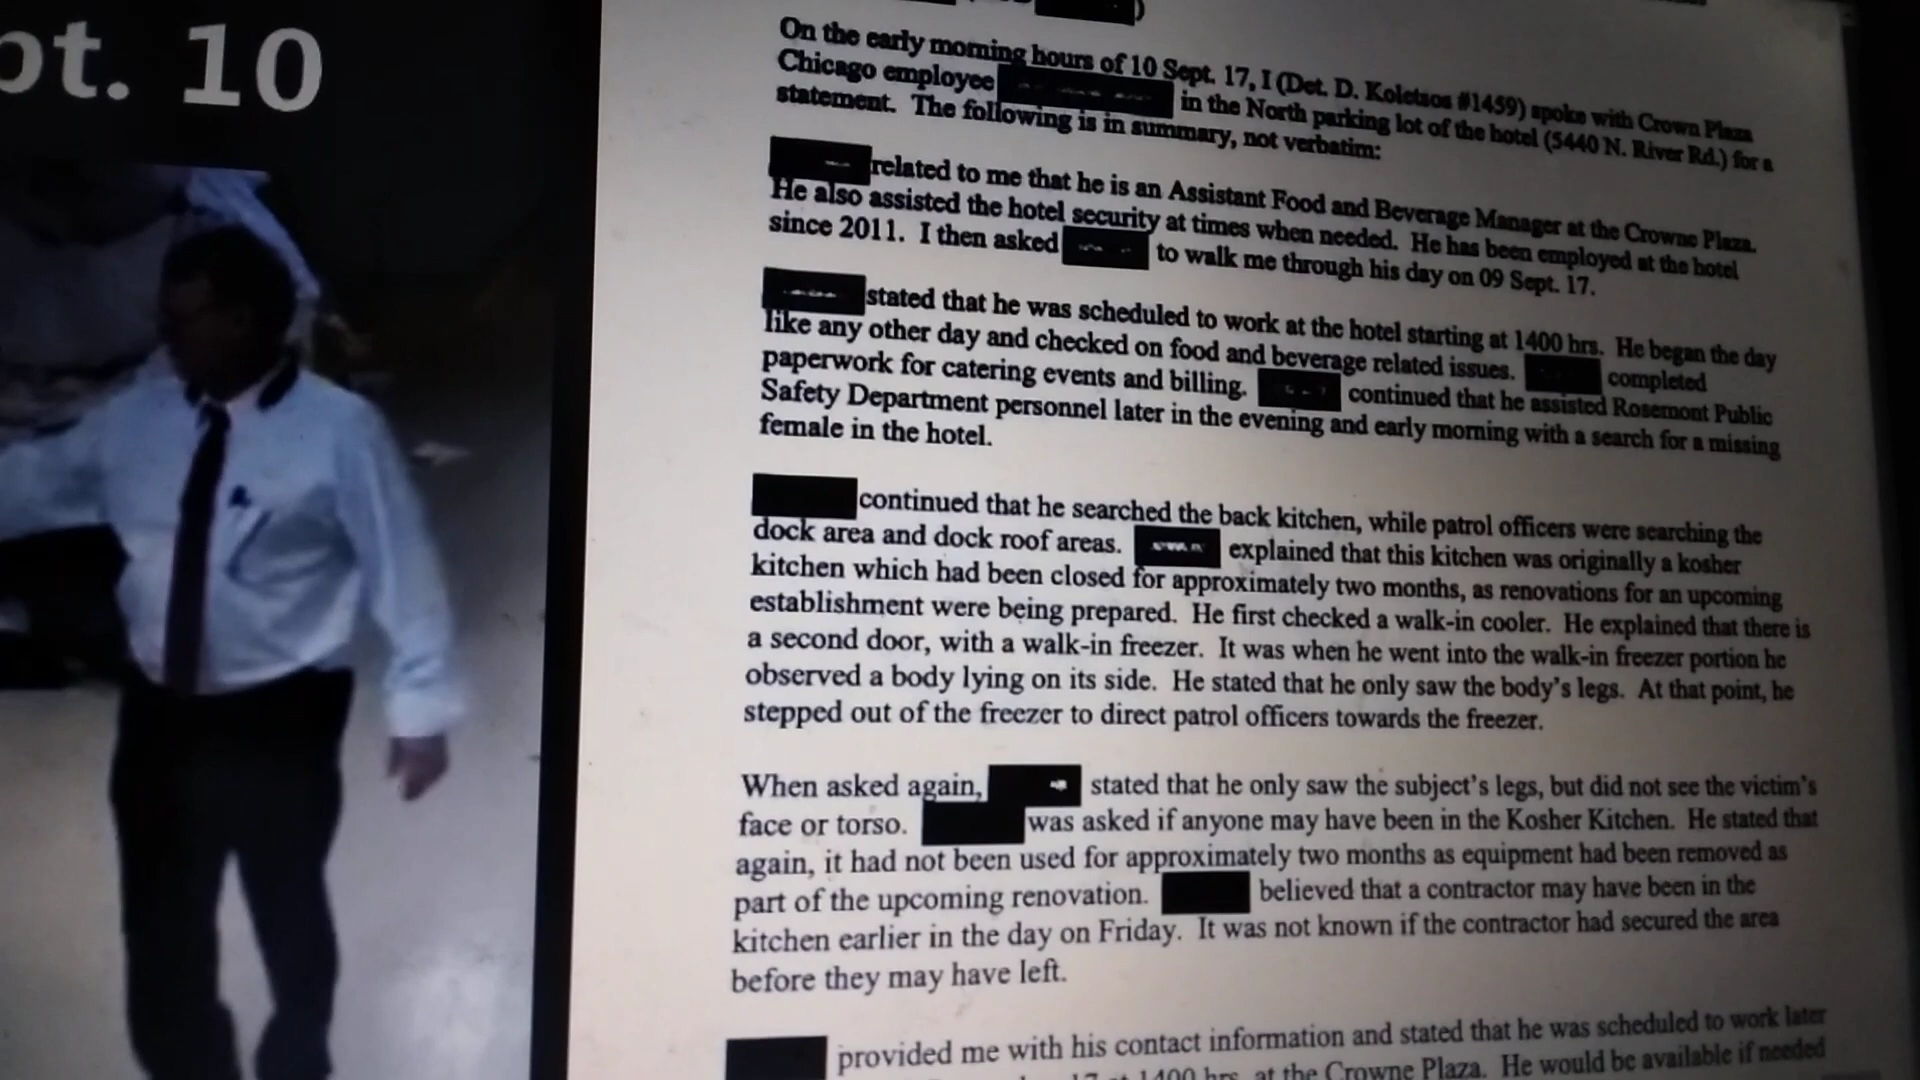 pt. 10
On the early morning hours of 10 Sept. 17, I (Det. D. Koletsos #1459) spoke with Crown Plaza
Chicago employee in the North parking lot of the hotel (5440 N. River Rd.) for a
statement. The following is in summary, not verbatim:
related to me that he is an Assistant Food and Beverage Manager at the Crowne Plaza.
He also assisted the hotel security at times when needed. He has been employed at the hotel
since 2011. I then asked to walk me through his day on 09 Sept. 17.
stated that he was scheduled to work at the hotel starting at 1400 hrs. He began the day
like any other day and checked on food and beverage related issues. completed
paperwork for catering events and billing. continued that he assisted Rosemont Public
Safety Department personnel later in the evening and early morning with a search for a missing
female in the hotel.
continued that he searched the back kitchen, while patrol officers were searching the
dock area and dock roof areas. explained that this kitchen was originally a kosher
kitchen which had been closed for approximately two months, as renovations for an upcoming
establishment were being prepared. He first checked a walk-in cooler. He explained that there is
a second door, with a walk-in freezer. It was when he went into the walk-in freezer portion he
observed a body lying on its side. He stated that he only saw the body's legs. At that point, he
stepped out of the freezer to direct patrol officers towards the freezer.
When asked again, stated that he only saw the subject's legs, but did not see the victim's
face or torso. was asked if anyone may have been in the Kosher Kitchen. He stated that
again, it had not been used for approximately two months as equipment had been removed as
part of the upcoming renovation. believed that a contractor may have been in the
kitchen earlier in the day on Friday. It was not known if the contractor had secured the area
before they may have left.
provided me with his contact information and stated that he was scheduled to work later
17 at 1400 hrs. at the Crowne Plaza. He would be available if needed